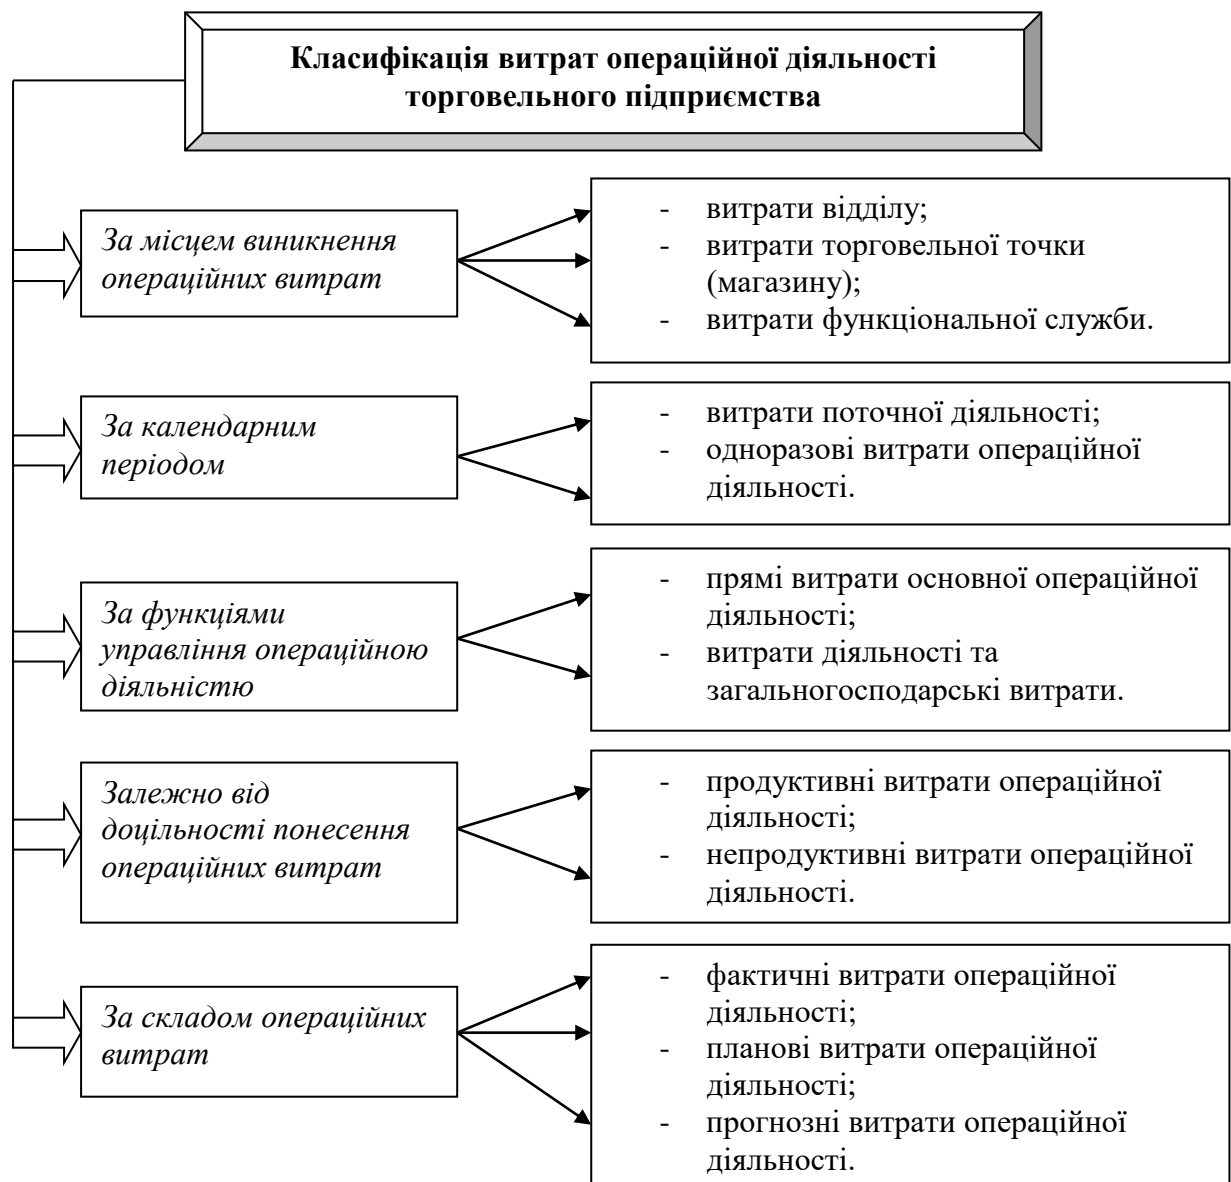 Класифікація витрат операційної діяльності
торговельного підприємства
За місцем виникнення
операційних витрат
- витрати відділу;
- витрати торговельної точки
(магазину);
- витрати функціональної служби.
За календарним
періодом
- витрати поточної діяльності;
- одноразові витрати операційної
діяльності.
За функціями
управління операційною
діяльністю
- прямі витрати основної операційної
діяльності;
- витрати діяльності та
загальногосподарські витрати.
Залежно від
доцільності понесення
операційних витрат
- продуктивні витрати операційної
діяльності;
- непродуктивні витрати операційної
діяльності.
За складом операційних
витрат
- фактичні витрати операційної
діяльності;
- планові витрати операційної
діяльності;
- прогнозні витрати операційної
діяльності.